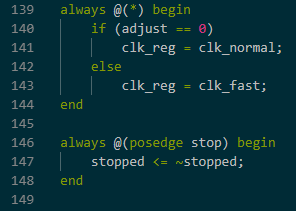 139 always @(*) begin
140     if (adjust == 0)
141         clk_reg = clk_normal;
142     else
143         clk_reg = clk_fast;
144 end
145
146 always @(posedge stop) begin
147     stopped <= ~stopped;
148 end
149